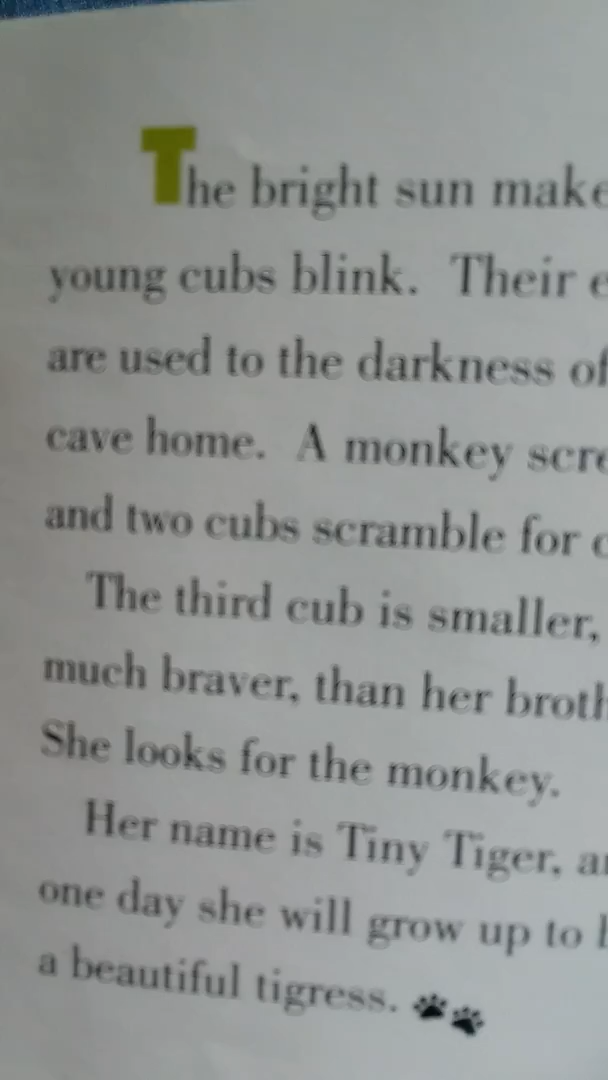 The bright sun make
young cubs blink. Their e
are used to the darkness of
cave home. A monkey scre
and two cubs scramble for c
The third cub is smaller,
much braver, than her broth
She looks for the monkey.
Her name is Tiny Tiger, a
one day she will grow up to b
a beautiful tigress.